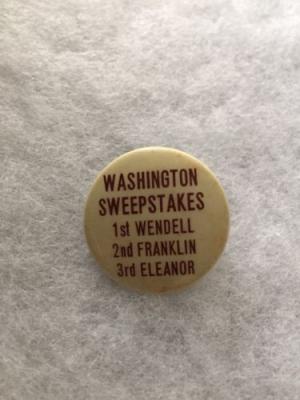 WASHINGTON
SWEEPSTAKES
1st WENDELL
2nd FRANKLIN
3rd ELEANOR